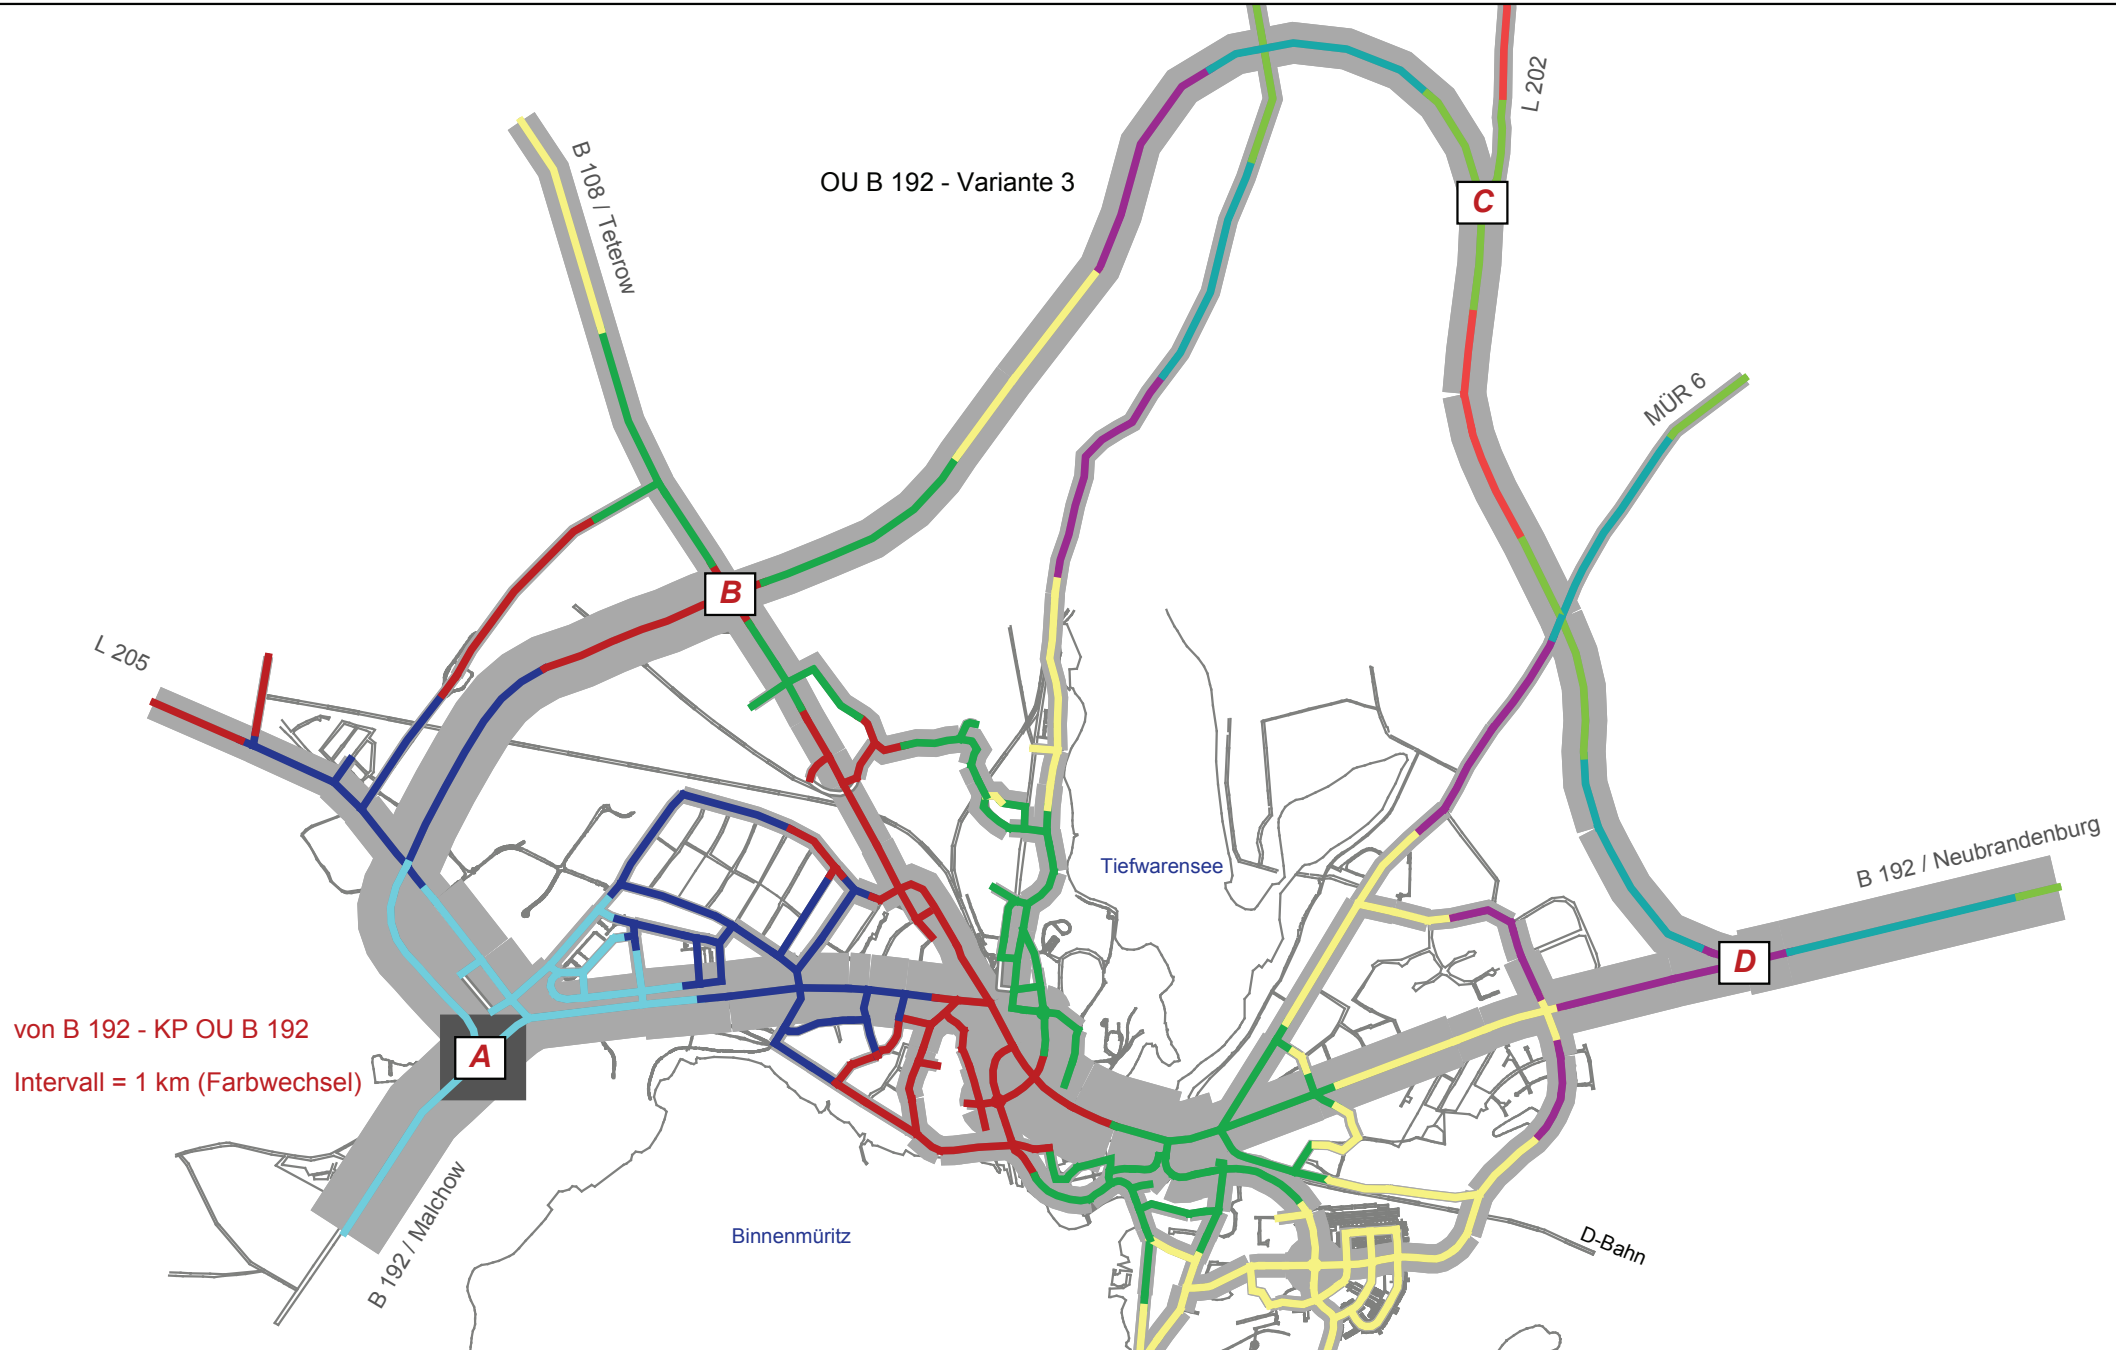 L 202
B 108 / Teterow
OU B 192 - Variante 3
C
MÜR 6
B
L 205
B 192 / Neubrandenburg
Tiefwarensee
D
von B 192 - KP OU B 192
A
Intervall = 1 km (Farbwechsel)
B 192 / Malchow
Binnenmüritz
D-Bahn